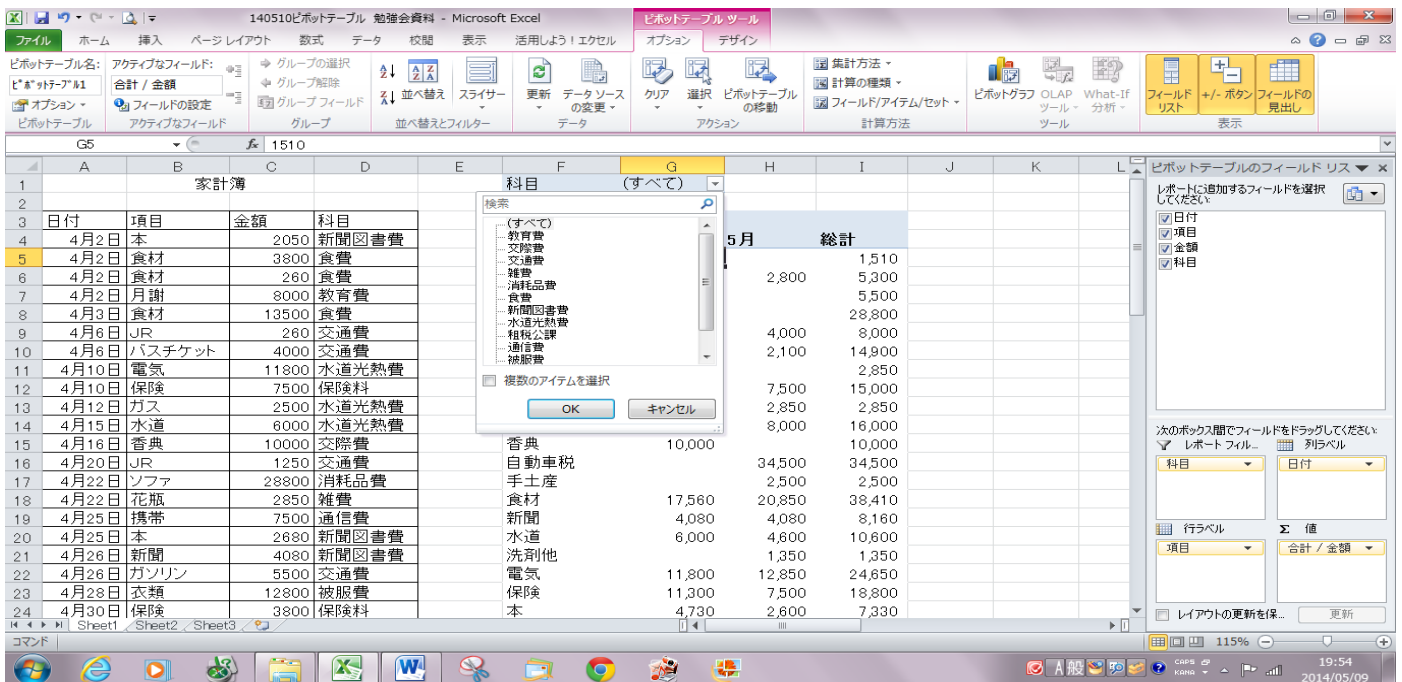 140510ピボットテーブル 勉強会資料 - Microsoft Excel
ピボットテーブル ツール
ファイル ホーム 挿入 ページ レイアウト 数式 データ 校閲 表示 活用しよう！エクセル オプション デザイン
ピボットテーブル名: アクティブなフィールド: グループの選択
ﾋﾟﾎﾞｯﾄﾃｰﾌﾞﾙ1 合計 / 金額 グループ解除 並べ替え スライサー 更新 データ ソースの変更 クリア 選択 ピボットテーブルの移動
オプション フィールドの設定 グループ フィールド
集計方法
計算の種類
フィールド/アイテム/セット
ピボットグラフ OLAP ツール What-If 分析 フィールド リスト +/- ボタン フィールドの見出し
ピボットテーブル アクティブなフィールド グループ 並べ替えとフィルター データ アクション 計算方法 ツール 表示
G5 fx 1510
A B C D E F G H I J K L
1 家計簿 科目 (すべて)
2
3 日付 項目 金額 科目
4 4月2日 本 2050 新聞図書費 5月 総計
5 4月2日 食材 3800 食費 1,510
6 4月2日 食材 260 食費 2,800 5,300
7 4月2日 月謝 8000 教育費 5,500
8 4月3日 食材 13500 食費 28,800
9 4月6日 JR 260 交通費 4,000 8,000
10 4月6日 バスチケット 4000 交通費 2,100 14,900
11 4月10日 電気 11800 水道光熱費 2,850
12 4月10日 保険 7500 保険料 7,500 15,000
13 4月12日 ガス 2500 水道光熱費 2,850 2,850
14 4月15日 水道 6000 水道光熱費 8,000 16,000
15 4月16日 香典 10000 交際費 香典 10,000 10,000
16 4月20日 JR 1250 交通費 自動車税 34,500 34,500
17 4月22日 ソファ 28800 消耗品費 手土産 2,500 2,500
18 4月22日 花瓶 2850 雑費 食材 17,560 20,850 38,410
19 4月25日 携帯 7500 通信費 新聞 4,080 4,080 8,160
20 4月25日 本 2680 新聞図書費 水道 6,000 4,600 10,600
21 4月26日 新聞 4080 新聞図書費 洗剤他 1,350 1,350
22 4月26日 ガソリン 5500 交通費 電気 11,800 12,850 24,650
23 4月28日 衣類 12800 被服費 保険 11,300 7,500 18,800
24 4月30日 保険 3800 保険料 本 4,730 2,600 7,330
検索
(すべて)
教育費
交際費
交通費
雑費
消耗品費
食費
新聞図書費
水道光熱費
租税公課
通信費
被服費
複数のアイテムを選択
OK キャンセル
ピボットテーブルのフィールド リス
レポートに追加するフィールドを選択
してください:
日付
項目
金額
科目
次のボックス間でフィールドをドラッグしてください:
レポート フィル... 列ラベル
科目 日付
行ラベル Σ 値
項目 合計 / 金額
レイアウトの更新を保... 更新
Sheet1 Sheet2 Sheet3
コマンド 115%
A 般 CAPS KANA 19:54
2014/05/09